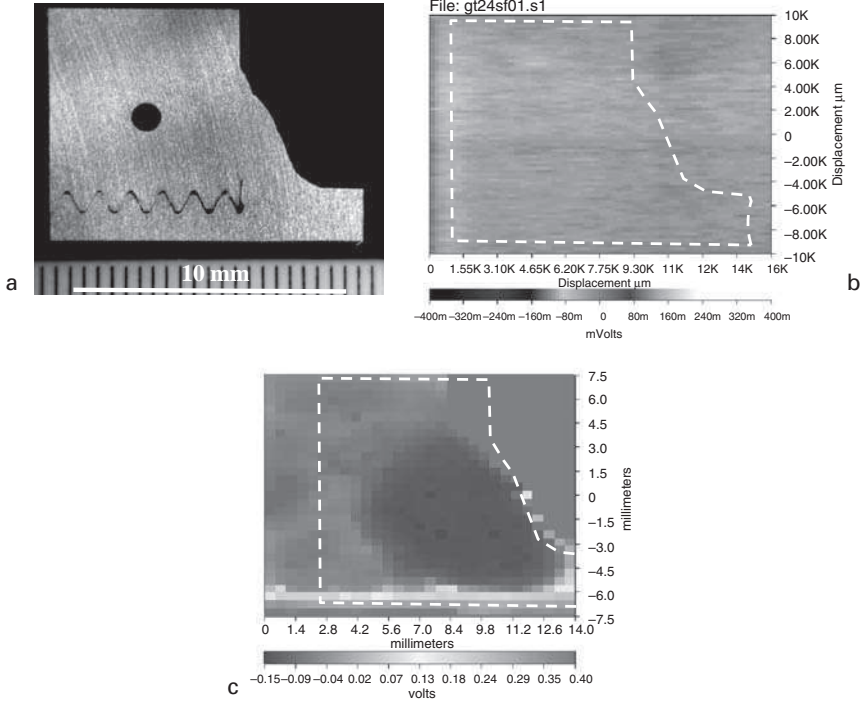 10 mm
a
File: gt24sf01.s1
10K
8.00K
6.00K
4.00K
2.00K
0
−2.00K
−4.00K
−6.00K
−8.00K
−10K
Displacement μm
0 1.55K 3.10K 4.65K 6.20K 7.75K 9.30K 11K 12K 14K 16K
Displacement μm
−400m −320m −240m −160m −80m 0 80m 160m 240m 320m 400m
mVolts
b
7.5
6.0
4.5
3.0
1.5
0
−1.5
−3.0
−4.5
−6.0
−7.5
millimeters
0 1.4 2.8 4.2 5.6 7.0 8.4 9.8 11.2 12.6 14.0
millimeters
−0.15 −0.09 −0.04 0.02 0.07 0.13 0.18 0.24 0.29 0.35 0.40
volts
c